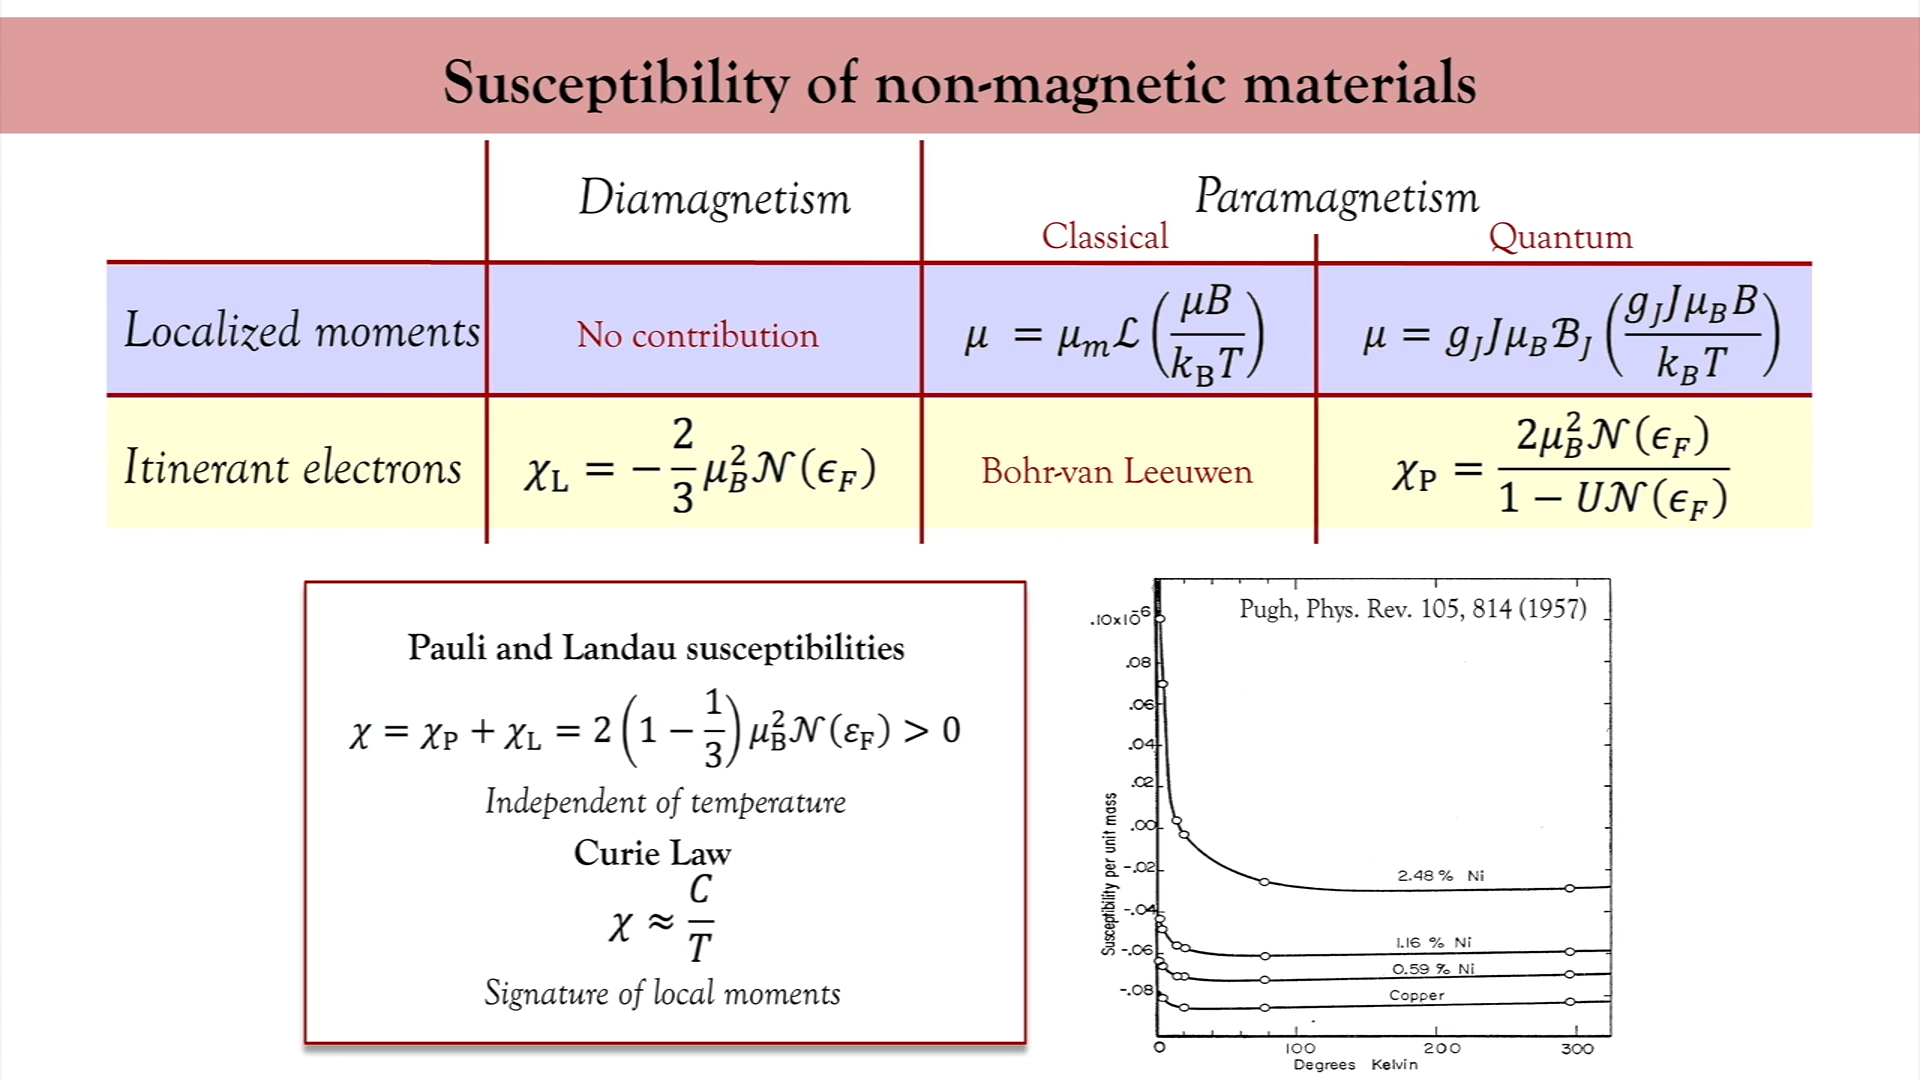 Susceptibility of non-magnetic materials
Diamagnetism
Paramagnetism
Classical
Quantum
Localized moments
No contribution
μ = μₘℒ(μB / k_B T)
μ = g_J J μ_B ℬ_J (g_J J μ_B B / k_B T)
Itinerant electrons
χ_L = −(2/3) μ_B² 𝒩(ϵ_F)
Bohr-van Leeuwen
χ_P = 2μ_B² 𝒩(ϵ_F) / (1 − U𝒩(ϵ_F))
Pauli and Landau susceptibilities
χ = χ_P + χ_L = 2(1 − 1/3) μ_B² 𝒩(ε_F) > 0
Independent of temperature
Curie Law
χ ≈ C/T
Signature of local moments
Pugh, Phys. Rev. 105, 814 (1957)
.10x10⁻⁶
.08
.06
.04
.02
.00
-.02
-.04
-.06
-.08
Susceptibility per unit mass
2.48 % Ni
1.16 % Ni
0.59 % Ni
Copper
0 100 200 300
Degrees Kelvin